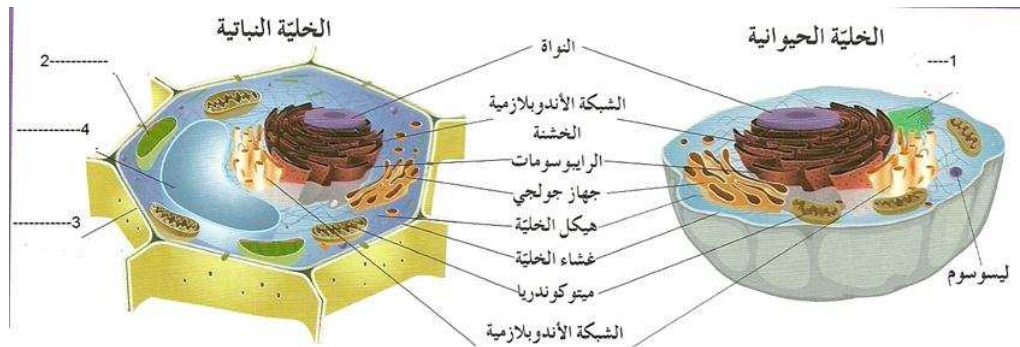 الخليّة الحيوانية
الخليّة النباتية
1----
النواة
2-----------
الشبكة الأندوبلازمية
الخشنة
4-----------
الرايبوسومات
جهاز جولجي
هيكل الخليّة
3-----------
غشاء الخليّة
ليسوسوم
ميتوكوندريا
الشبكة الأندوبلازمية